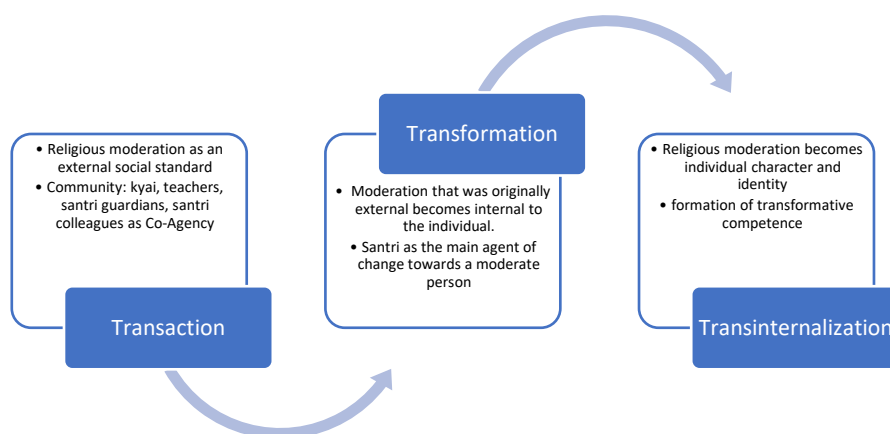 • Religious moderation as an
external social standard
• Community: kyai, teachers,
santri guardians, santri
colleagues as Co-Agency
Transaction
Transformation
• Moderation that was originally
external becomes internal to
the individual.
• Santri as the main agent of
change towards a moderate
person
• Religious moderation becomes
individual character and
identity
• formation of transformative
competence
Transinternalization